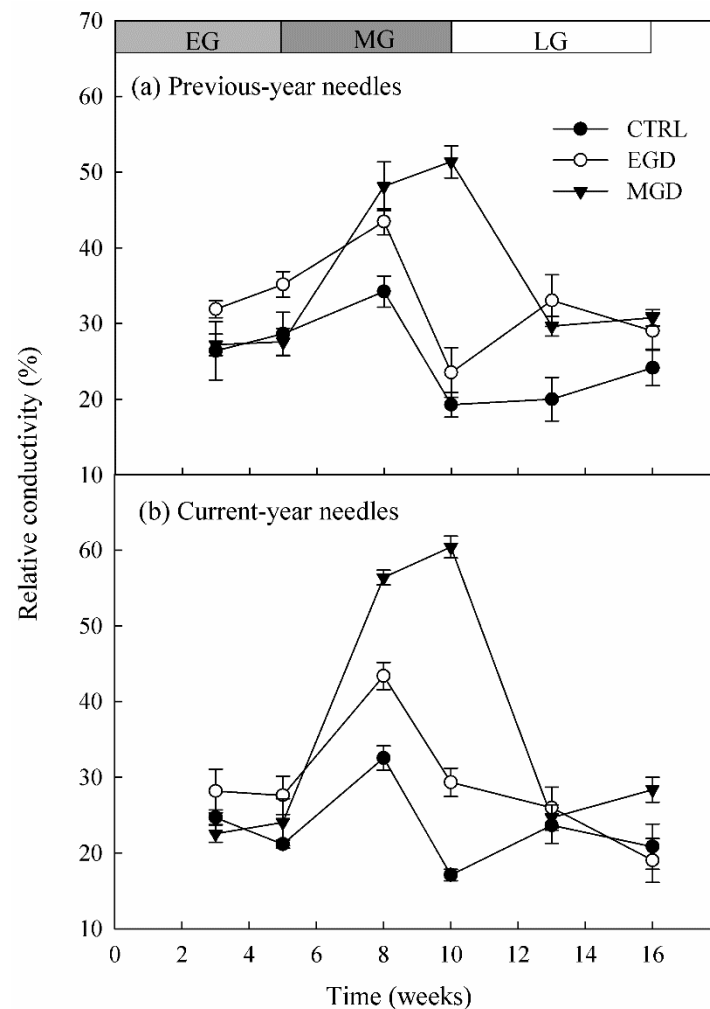 70
EG MG LG
(a) Previous-year needles
60
CTRL
EGD
MGD
50
40
30
20
10
Relative conductivity (%)
(b) Current-year needles
60
50
40
30
20
10
0 2 4 6 8 10 12 14 16
Time (weeks)